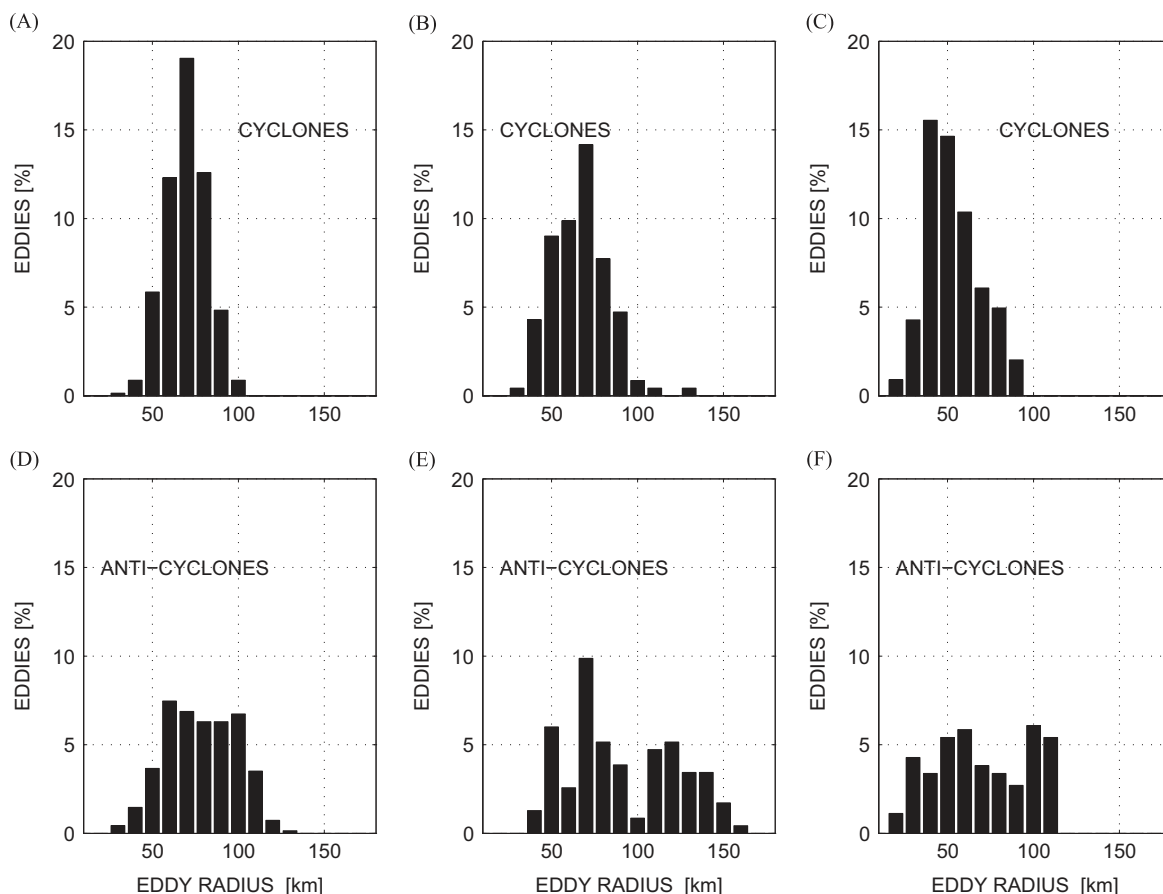 (A)
20
15
10
5
0
EDDIES [%]
CYCLONES
50 100 150
(B)
20
15
10
5
0
EDDIES [%]
CYCLONES
50 100 150
(C)
20
15
10
5
0
EDDIES [%]
CYCLONES
50 100 150
(D)
20
15
10
5
0
EDDIES [%]
ANTI−CYCLONES
50 100 150
EDDY RADIUS [km]
(E)
20
15
10
5
0
EDDIES [%]
ANTI−CYCLONES
50 100 150
EDDY RADIUS [km]
(F)
20
15
10
5
0
EDDIES [%]
ANTI−CYCLONES
50 100 150
EDDY RADIUS [km]